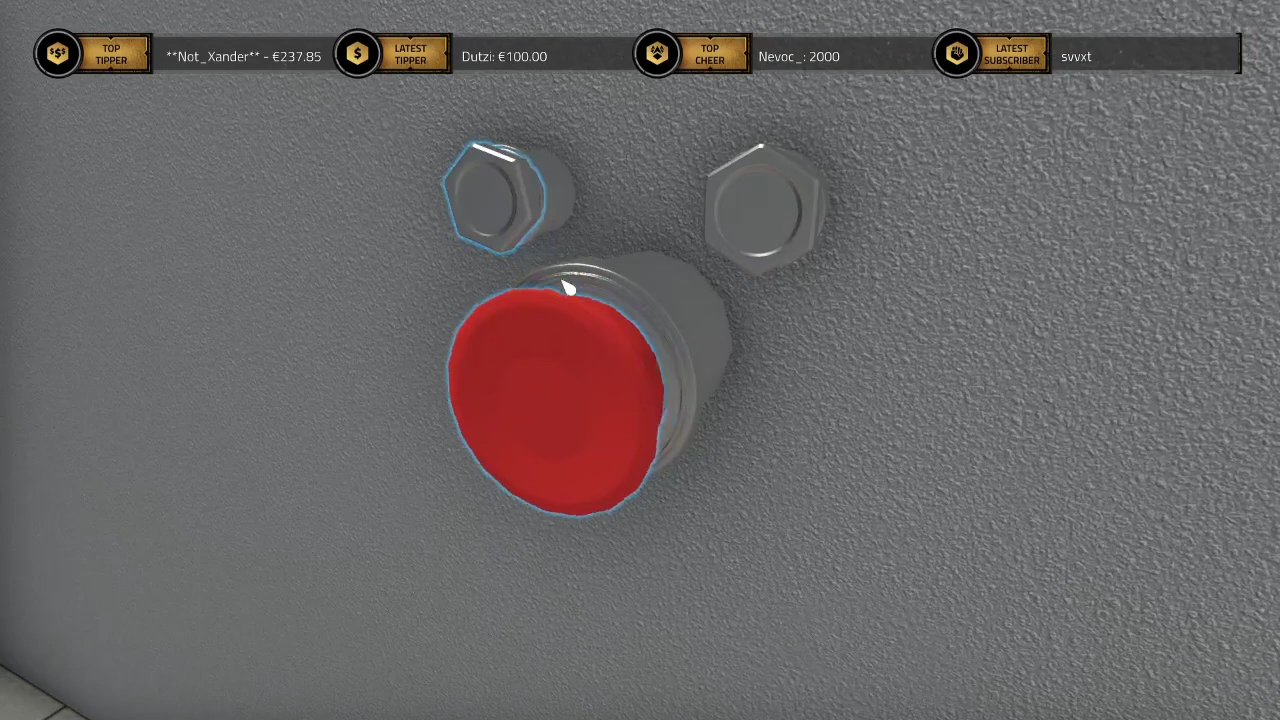 TOP
TIPPER
**Not_Xander** - €237.85
LATEST
TIPPER
Dutzi: €100.00
TOP
CHEER
Nevoc_: 2000
LATEST
SUBSCRIBER
svvxt